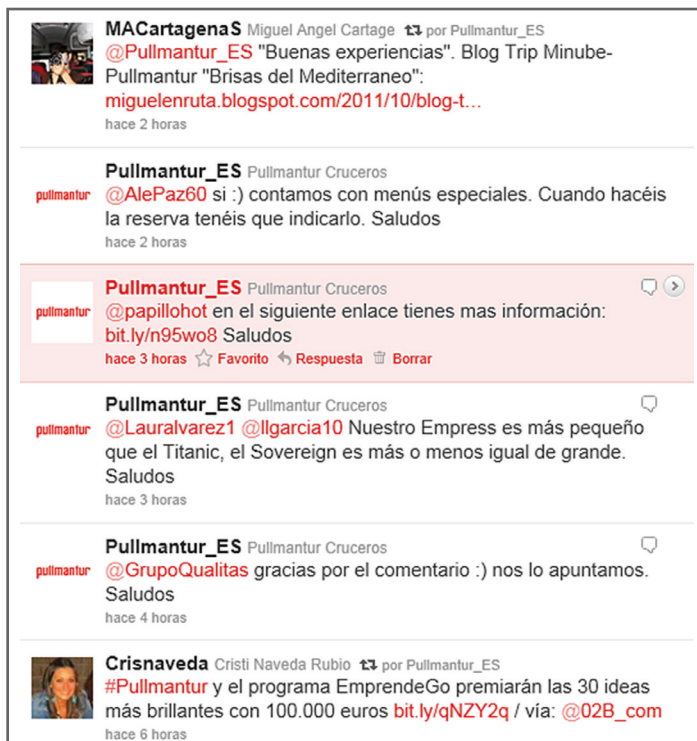 MACartagenaS Miguel Angel Cartage por Pullmantur_ES
@Pullmantur_ES "Buenas experiencias". Blog Trip Minube-
Pullmantur "Brisas del Mediterraneo":
miguelenruta.blogspot.com/2011/10/blog-t...
hace 2 horas
Pullmantur_ES Pullmantur Cruceros
pullmantur
@AlePaz60 si :) contamos con menús especiales. Cuando hacéis
la reserva tenéis que indicarlo. Saludos
hace 2 horas
Pullmantur_ES Pullmantur Cruceros
pullmantur
@papillohot en el siguiente enlace tienes mas información:
bit.ly/n95wo8 Saludos
hace 3 horas Favorito Respuesta Borrar
Pullmantur_ES Pullmantur Cruceros
pullmantur
@Lauralvarez1 @llgarcia10 Nuestro Empress es más pequeño
que el Titanic, el Sovereign es más o menos igual de grande.
Saludos
hace 3 horas
Pullmantur_ES Pullmantur Cruceros
pullmantur
@GrupoQualitas gracias por el comentario :) nos lo apuntamos.
Saludos
hace 4 horas
Crisnaveda Cristi Naveda Rubio por Pullmantur_ES
#Pullmantur y el programa EmprendeGo premiarán las 30 ideas
más brillantes con 100.000 euros bit.ly/qNZY2q / vía: @02B_com
hace 6 horas